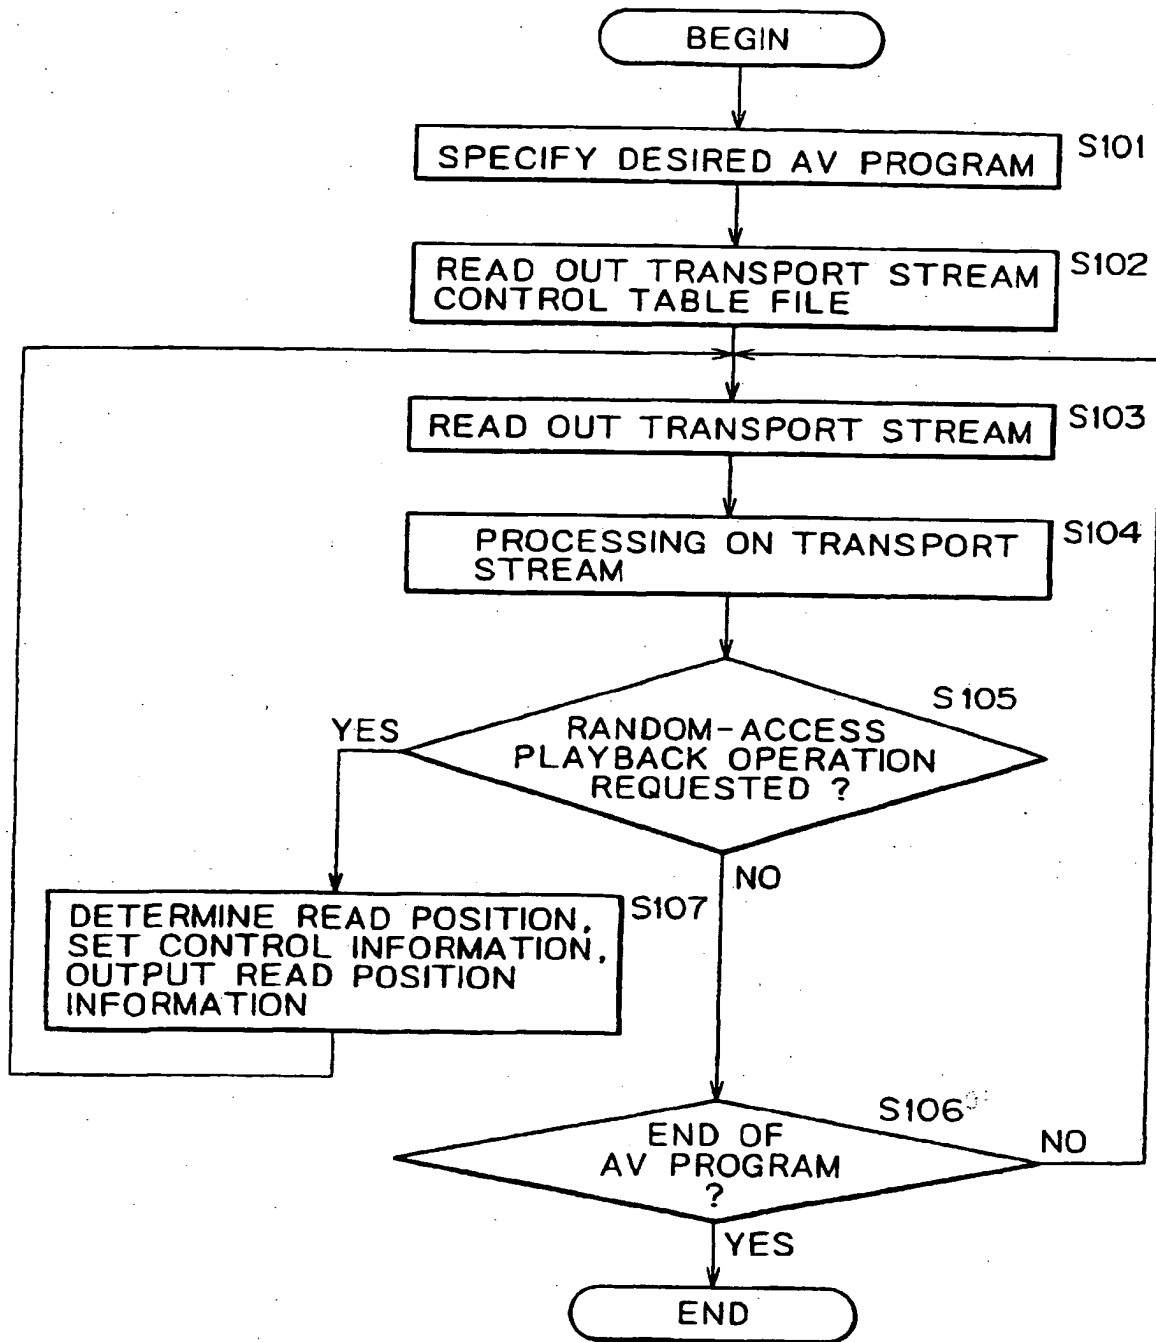 BEGIN
SPECIFY DESIRED AV PROGRAM
S101
READ OUT TRANSPORT STREAM
CONTROL TABLE FILE
S102
READ OUT TRANSPORT STREAM
S103
PROCESSING ON TRANSPORT
STREAM
S104
S105
RANDOM-ACCESS
PLAYBACK OPERATION
REQUESTED ?
YES
NO
DETERMINE READ POSITION,
SET CONTROL INFORMATION,
OUTPUT READ POSITION
INFORMATION
S107
S106
END OF
AV PROGRAM
?
NO
YES
END